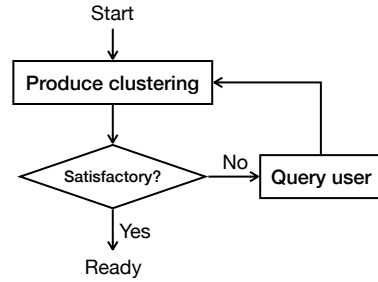 Start
Produce clustering
Satisfactory?
No
Query user
Yes
Ready